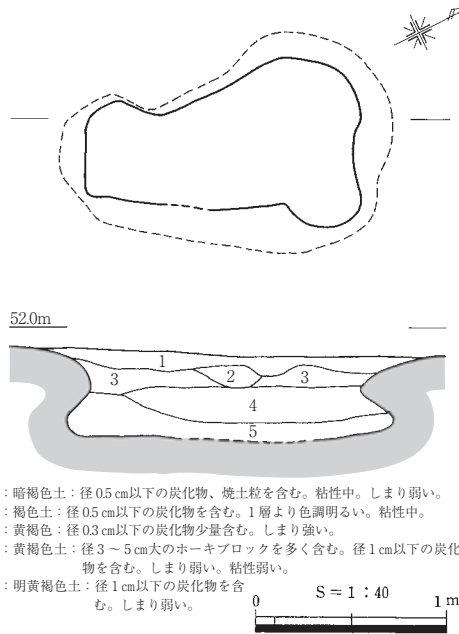 52.0m
1
3
2
3
4
5
：暗褐色土：径 0.5 ㎝以下の炭化物、焼土粒を含む。粘性中。しまり弱い。
：褐色土：径 0.5 ㎝以下の炭化物を含む。1 層より色調明るい。粘性中。
：黄褐色：径 0.3 ㎝以下の炭化物少量含む。しまり強い。
：黄褐色土：径 3 ～ 5 ㎝大のホーキブロックを多く含む。径 1 ㎝以下の炭化
物を含む。しまり弱い。粘性弱い。
：明黄褐色土：径 1 ㎝以下の炭化物を含
む。しまり弱い。
S = 1 : 40
0 1 m